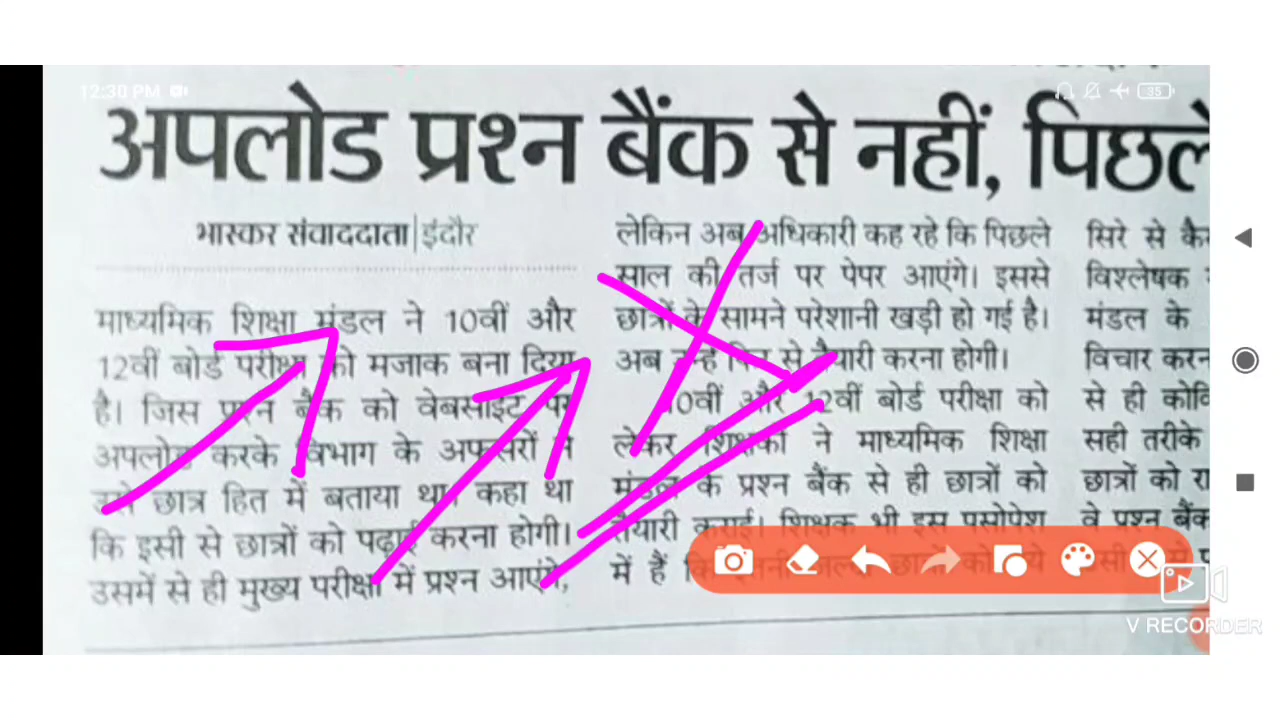 12:30 PM
35
अपलोड प्रश्न बैंक से नहीं, पिछले
भास्कर संवाददाता|इंदौर
माध्यमिक शिक्षा मंडल ने 10वीं और
12वीं बोर्ड परीक्षा को मजाक बना दिया
है। जिस प्रश्न बैंक को वेबसाइट पर
अपलोड करके विभाग के अफसरों ने
उसे छात्र हित में बताया था, कहा था
कि इसी से छात्रों को पढ़ाई करना होगी।
उसमें से ही मुख्य परीक्षा में प्रश्न आएंगे,
लेकिन अब अधिकारी कह रहे कि पिछले
साल की तर्ज पर पेपर आएंगे। इससे
छात्रों के सामने परेशानी खड़ी हो गई है।
अब उन्हें फिर से तैयारी करना होगी।
10वीं और 12वीं बोर्ड परीक्षा को
लेकर शिक्षकों ने माध्यमिक शिक्षा
मंडल के प्रश्न बैंक से ही छात्रों को
तैयारी कराई। शिक्षक भी इस पसोपेश
में हैं कि
सिरे से
विश्लेषक
मंडल के
विचार
से ही
सही तरीके
छात्रों को
वे प्रश्न बैंक
V RECORDER